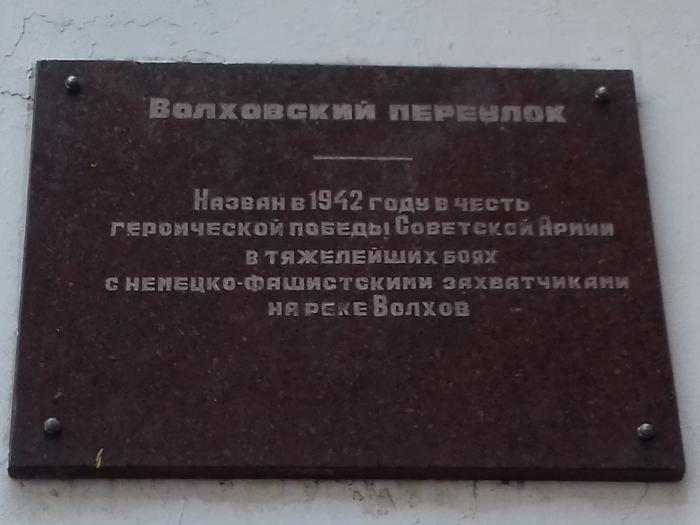 Волховский переулок
Назван в 1942 году в честь
героической победы Советской Армии
в тяжелейших боях
с немецко-фашистскими захватчиками
на реке Волхов